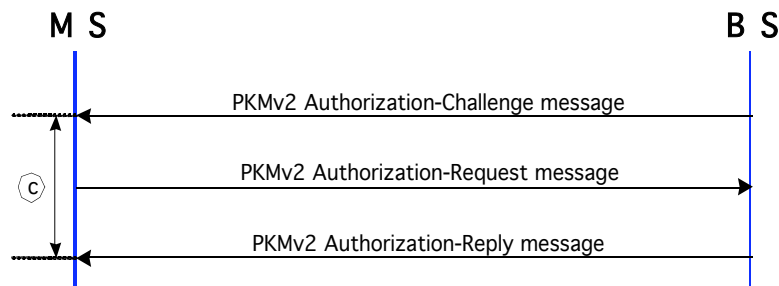 M S
B S
PKMv2 Authorization-Challenge message
PKMv2 Authorization-Request message
c
PKMv2 Authorization-Reply message